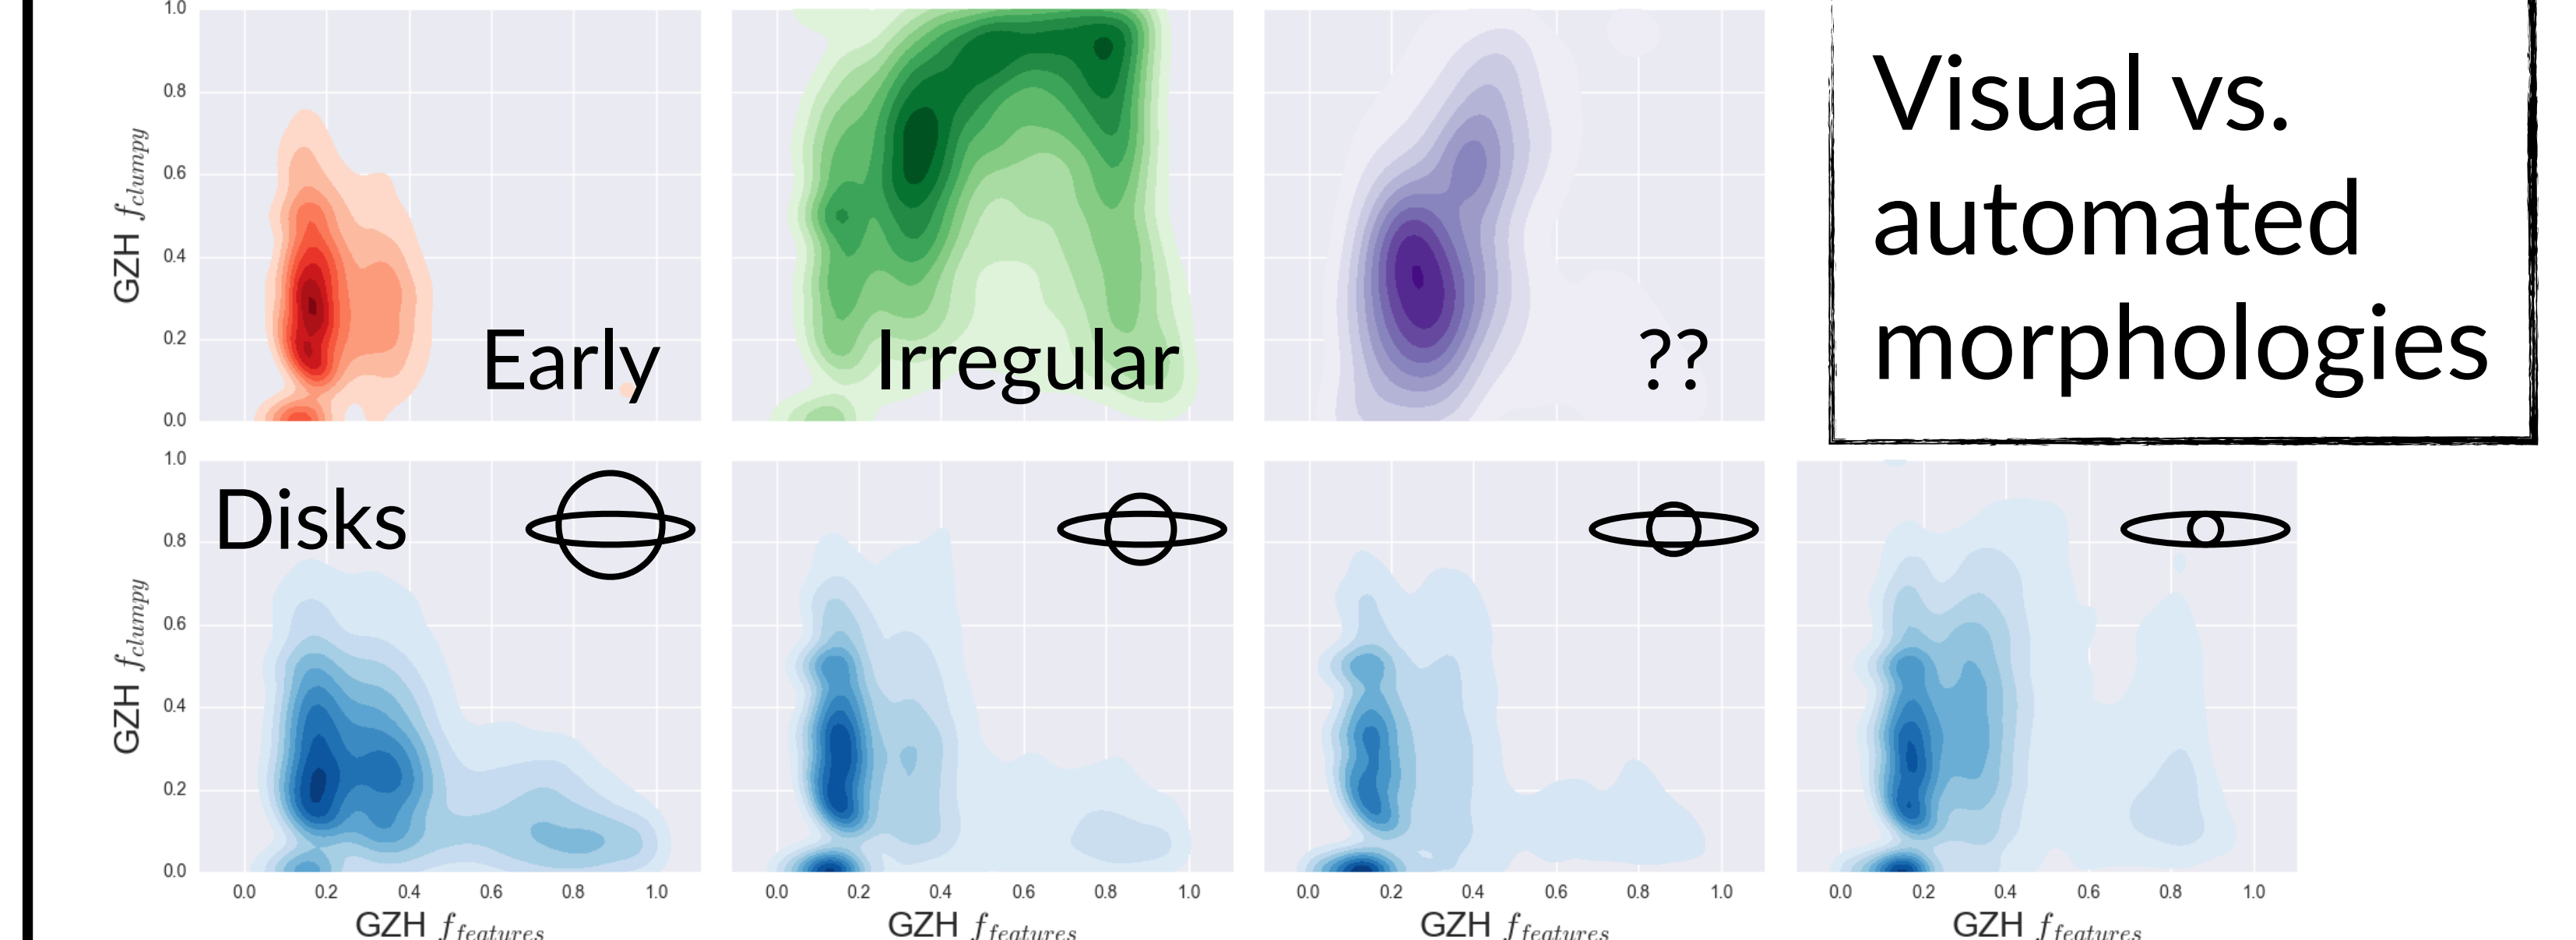 Visual vs.
automated
morphologies
1.0
0.8
0.6
0.4
0.2
0.0
GZH f_clumpy
Early
Irregular
??
1.0
0.8
0.6
0.4
0.2
0.0
GZH f_clumpy
Disks
0.0 0.2 0.4 0.6 0.8 1.0
0.0 0.2 0.4 0.6 0.8 1.0
0.0 0.2 0.4 0.6 0.8 1.0
0.0 0.2 0.4 0.6 0.8 1.0
GZH f_features
GZH f_features
GZH f_features
GZH f_features